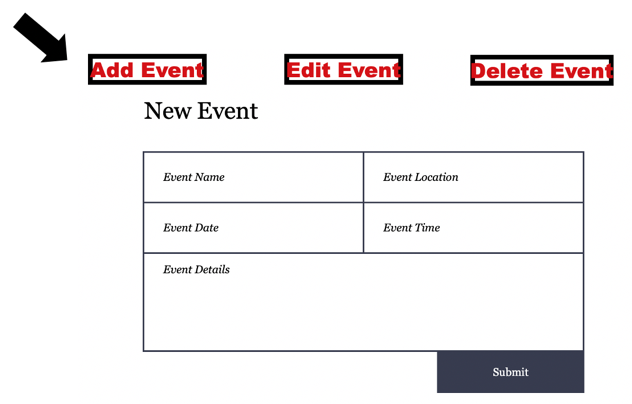 Add Event Edit Event Delete Event
New Event
Event Name Event Location
Event Date Event Time
Event Details
Submit